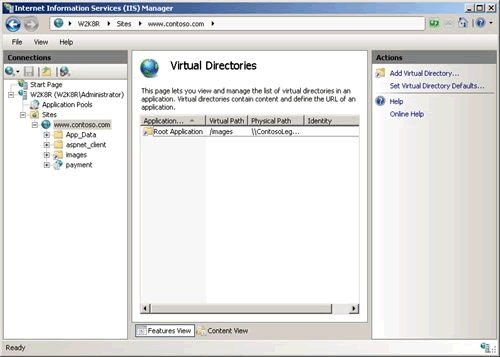 Internet Information Services (IIS) Manager
W2K8R
Sites
www.contoso.com
File View Help
Connections
Start Page
W2K8R (W2K8R\Administrator)
Application Pools
Sites
www.contoso.com
App_Data
aspnet_client
images
payment
Virtual Directories
This page lets you view and manage the list of virtual directories in an
application. Virtual directories contain content and define the URL of an
application.
Application... Virtual Path Physical Path Identity
Root Application /images \\ContosoLeg...
Features View Content View
Actions
Add Virtual Directory...
Set Virtual Directory Defaults...
Help
Online Help
Ready